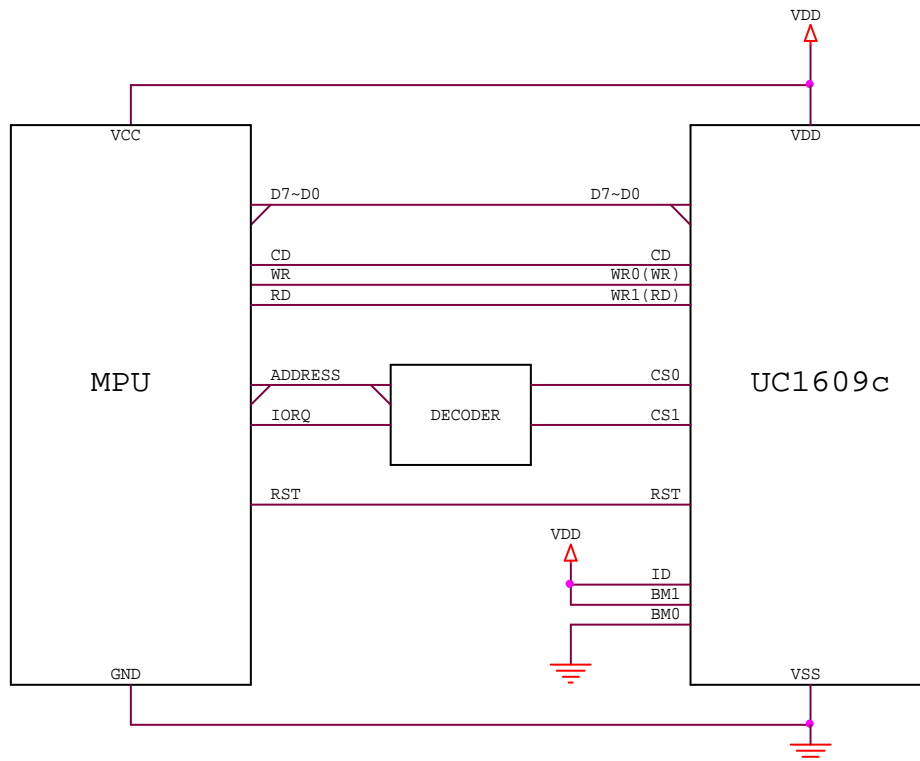 VDD
VCC VDD
D7~D0 D7~D0
CD CD
WR WR0(WR)
RD WR1(RD)
MPU ADDRESS CS0 UC1609c
IORQ DECODER CS1
RST RST
VDD
ID
BM1
BM0
GND VSS